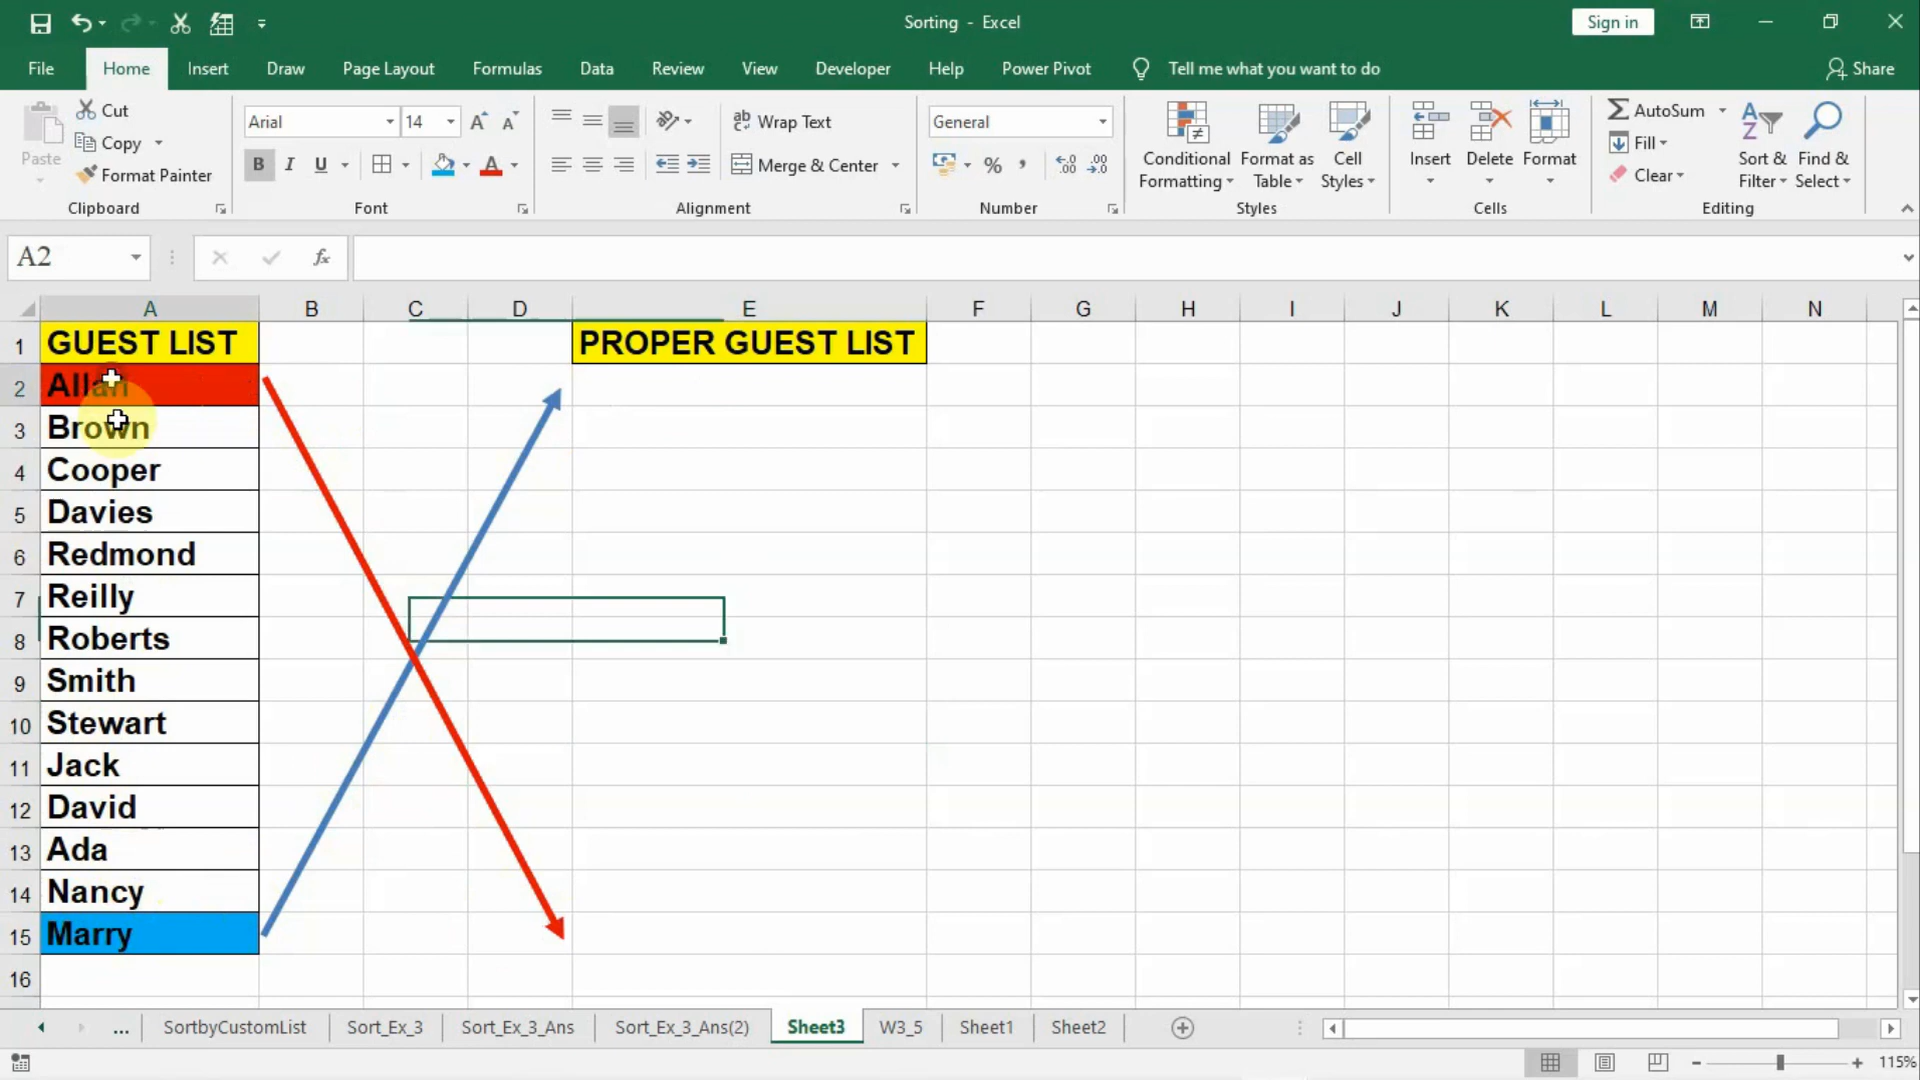 Sorting - Excel
Sign in
File Home Insert Draw Page Layout Formulas Data Review View Developer Help Power Pivot Tell me what you want to do Share
Paste
Cut
Copy
Format Painter
Clipboard
Arial 14
B I U
A
Font
ab Wrap Text
Merge & Center
Alignment
General
%
Number
Conditional Formatting
Format as Table
Cell Styles
Styles
Insert Delete Format
Cells
AutoSum
Fill
Clear
Sort & Filter
Find & Select
Editing
A2
fx
A B C D E F G H I J K L M N
1 GUEST LIST PROPER GUEST LIST
2 Allan
3 Brown
4 Cooper
5 Davies
6 Redmond
7 Reilly
8 Roberts
9 Smith
10 Stewart
11 Jack
12 David
13 Ada
14 Nancy
15 Marry
16
... SortbyCustomList Sort_Ex_3 Sort_Ex_3_Ans Sort_Ex_3_Ans(2) Sheet3 W3_5 Sheet1 Sheet2
115%